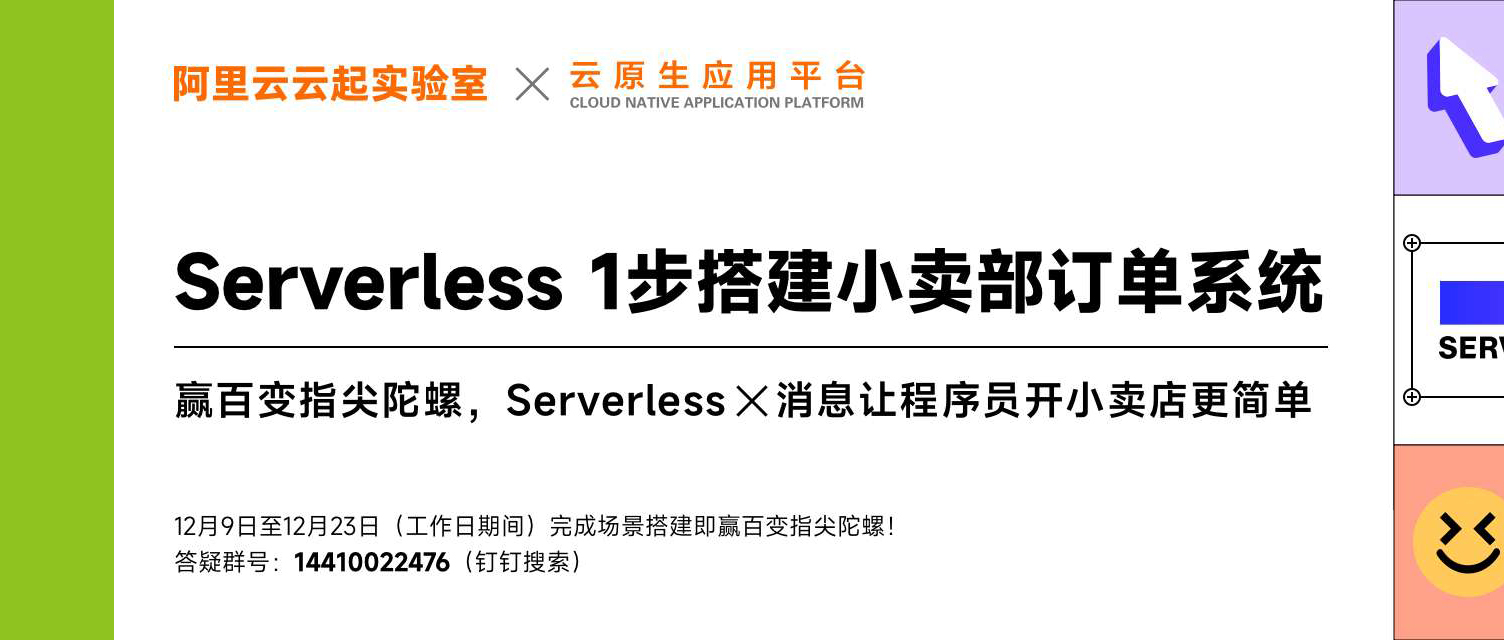 阿里云云起实验室 × 云原生应用平台
CLOUD NATIVE APPLICATION PLATFORM
Serverless 1步搭建小卖部订单系统
赢百变指尖陀螺，Serverless×消息让程序员开小卖店更简单
12月9日至12月23日（工作日期间）完成场景搭建即赢百变指尖陀螺！
答疑群号：14410022476（钉钉搜索）
SERV